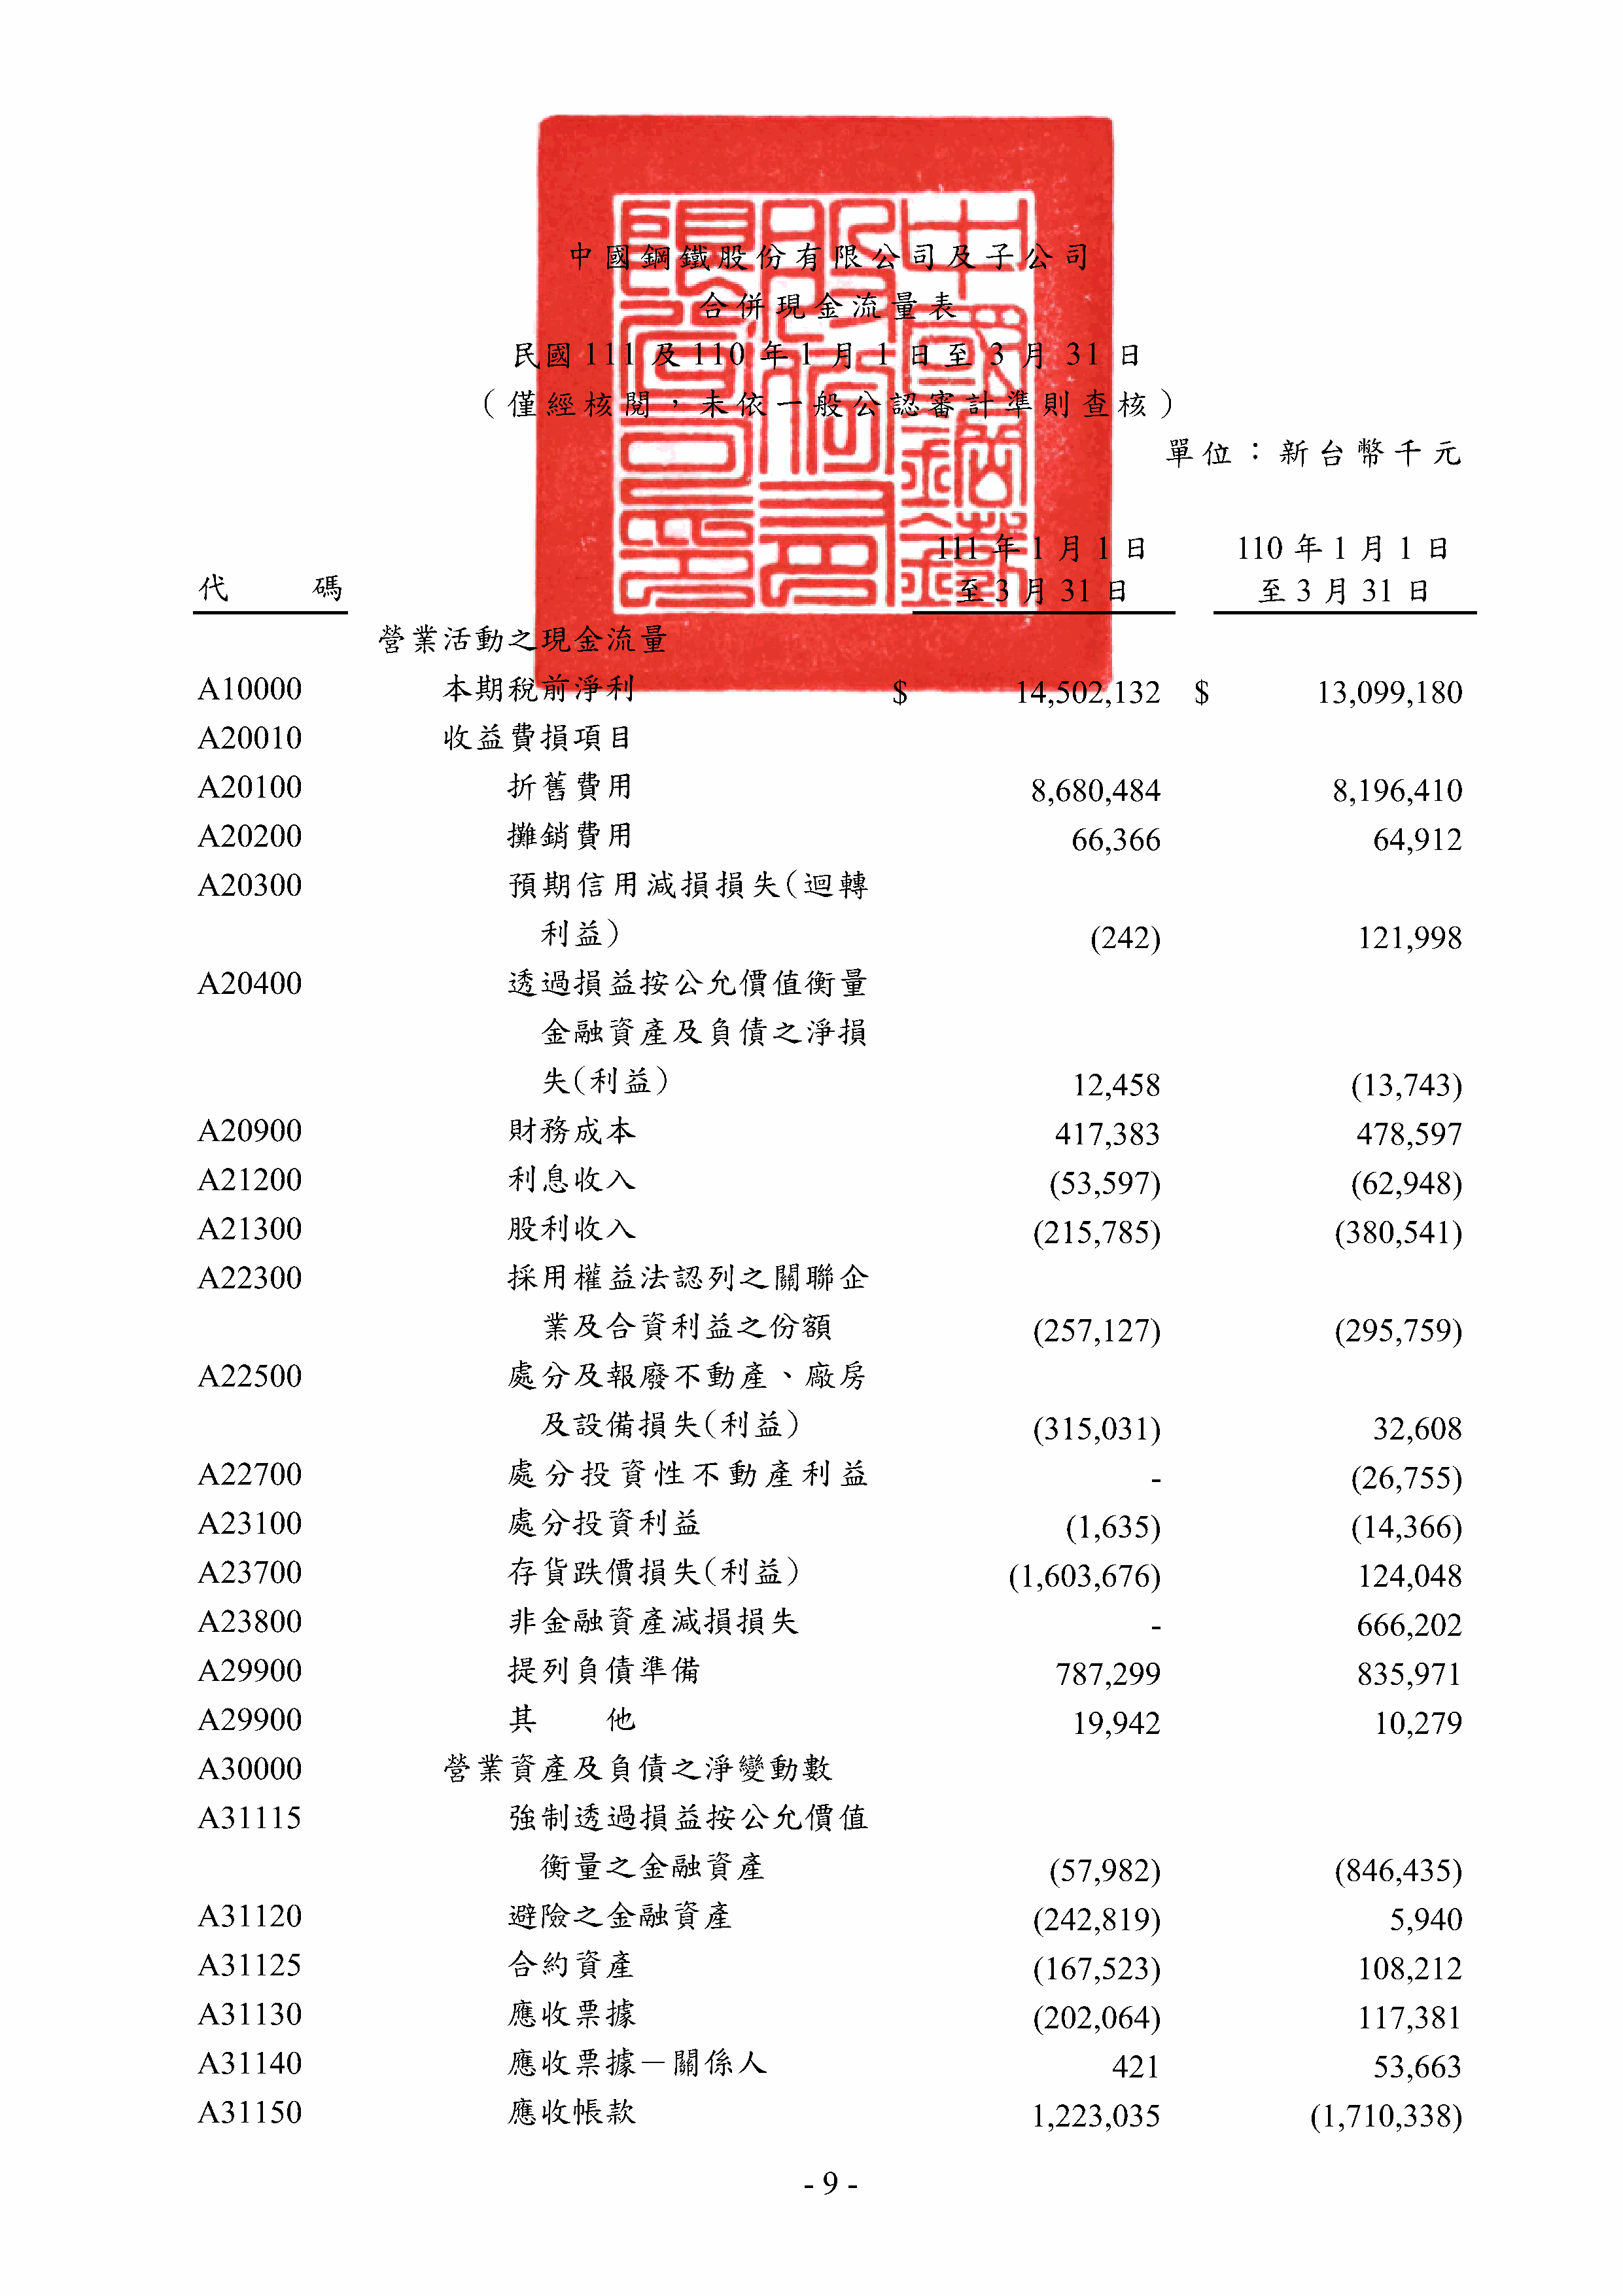 中國鋼鐵股份有限公司及子公司
合併現金流量表
民國 111 及 110 年 1 月 1 日至 3 月 31 日
（僅經核閱，未依一般公認審計準則查核）
單位：新台幣千元
111 年 1 月 1 日 110 年 1 月 1 日
代 碼 至 3 月 31 日 至 3 月 31 日
營業活動之現金流量
A10000 本期稅前淨利 $ 14,502,132 $ 13,099,180
A20010 收益費損項目
A20100 折舊費用 8,680,484 8,196,410
A20200 攤銷費用 66,366 64,912
A20300 預期信用減損損失(迴轉
利益) (242) 121,998
A20400 透過損益按公允價值衡量
金融資產及負債之淨損
失(利益) 12,458 (13,743)
A20900 財務成本 417,383 478,597
A21200 利息收入 (53,597) (62,948)
A21300 股利收入 (215,785) (380,541)
A22300 採用權益法認列之關聯企
業及合資利益之份額 (257,127) (295,759)
A22500 處分及報廢不動產、廠房
及設備損失(利益) (315,031) 32,608
A22700 處分投資性不動產利益 - (26,755)
A23100 處分投資利益 (1,635) (14,366)
A23700 存貨跌價損失(利益) (1,603,676) 124,048
A23800 非金融資產減損損失 - 666,202
A29900 提列負債準備 787,299 835,971
A29900 其 他 19,942 10,279
A30000 營業資產及負債之淨變動數
A31115 強制透過損益按公允價值
衡量之金融資產 (57,982) (846,435)
A31120 避險之金融資產 (242,819) 5,940
A31125 合約資產 (167,523) 108,212
A31130 應收票據 (202,064) 117,381
A31140 應收票據－關係人 421 53,663
A31150 應收帳款 1,223,035 (1,710,338)
- 9 -